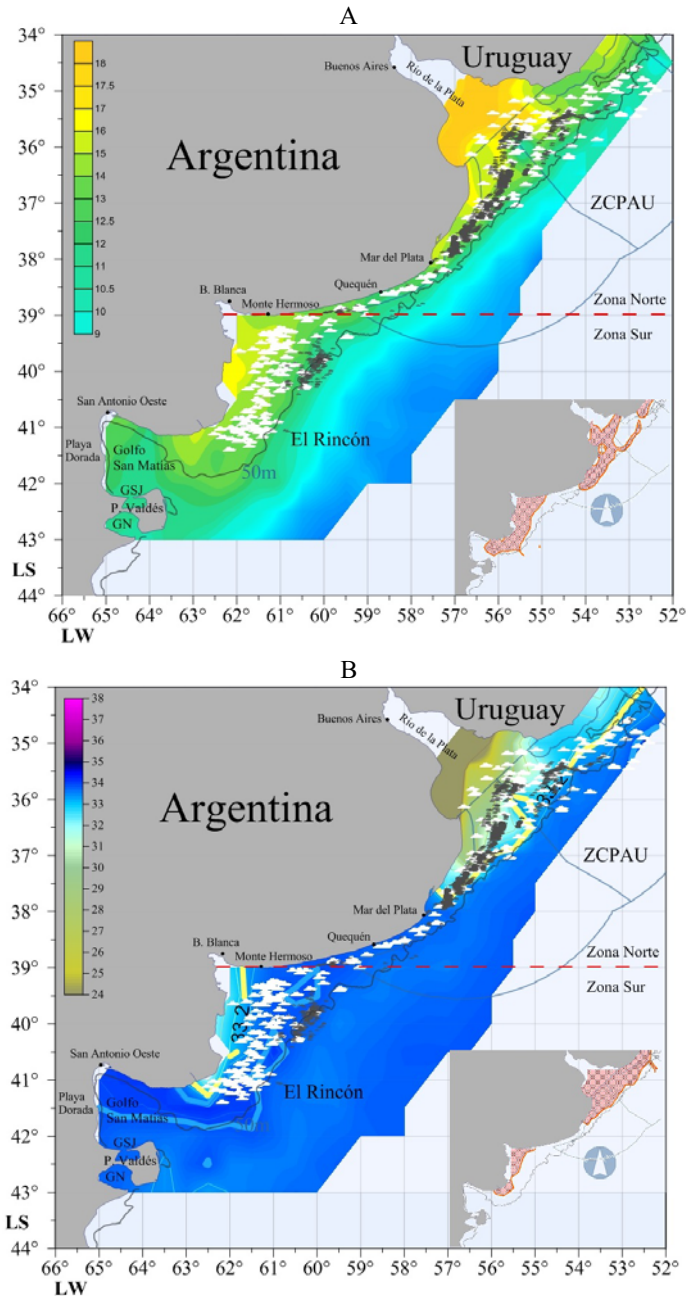 A
34°
35°
36°
37°
38°
39°
40°
41°
42°
43°
LS
44°
18
17.5
17
16
15
14
13
12.5
12
11
10.5
10
9
Uruguay
Buenos Aires
Rio de la Plata
Argentina
ZCPAU
Mar del Plata
Quequén
B. Blanca
Monte Hermoso
Zona Norte
Zona Sur
San Antonio Oeste
El Rincón
Playa
Dorada
Golfo
San Matías
50m
GSJ
P. Valdés
GN
66° 65° 64° 63° 62° 61° 60° 59° 58° 57° 56° 55° 54° 53° 52°
LW
B
34°
35°
36°
37°
38°
39°
40°
41°
42°
43°
LS
44°
38
37
36
35
34
33
32
31
30
29
28
27
26
25
24
Uruguay
Buenos Aires
Rio de la Plata
Argentina
33.2
ZCPAU
Mar del Plata
Quequén
B. Blanca
Monte Hermoso
Zona Norte
Zona Sur
33.2
San Antonio Oeste
El Rincón
Playa
Dorada
Golfo
San Matías
50m
GSJ
P. Valdés
GN
66° 65° 64° 63° 62° 61° 60° 59° 58° 57° 56° 55° 54° 53° 52°
LW